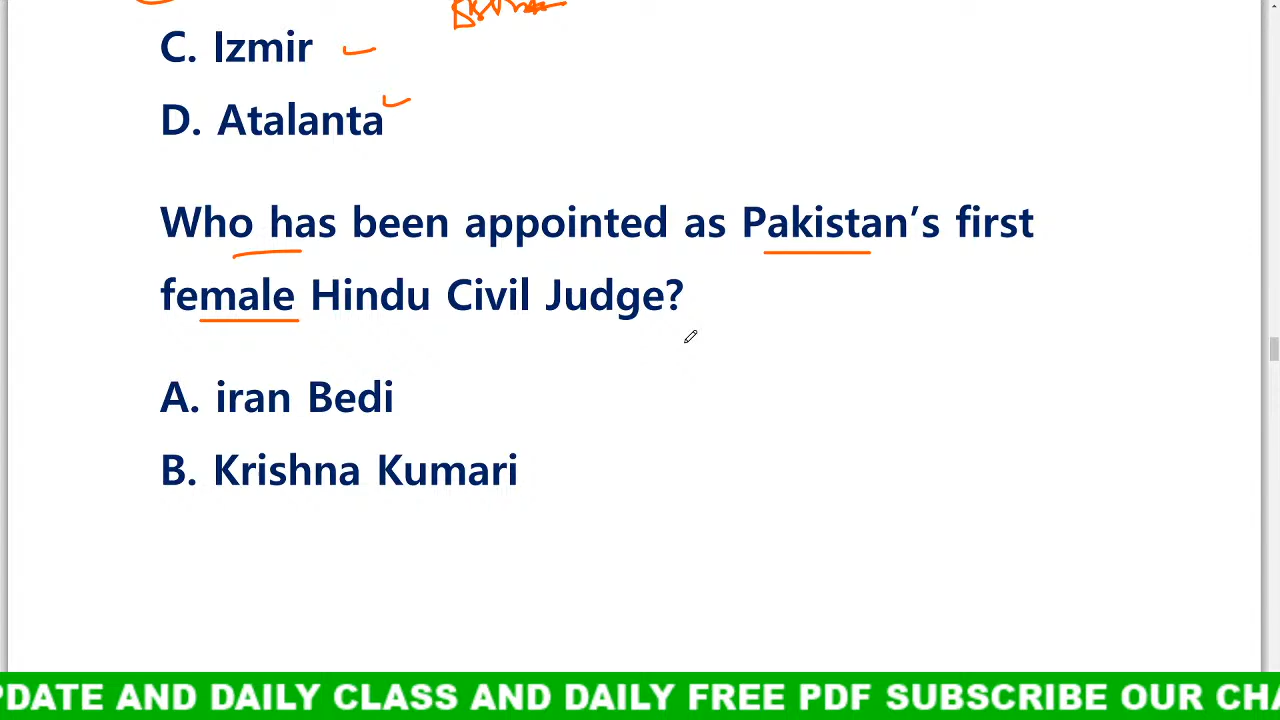 C. Izmir
D. Atalanta
Who has been appointed as Pakistan’s first
female Hindu Civil Judge?
A. iran Bedi
B. Krishna Kumari
PDATE AND DAILY CLASS AND DAILY FREE PDF SUBSCRIBE OUR CHA